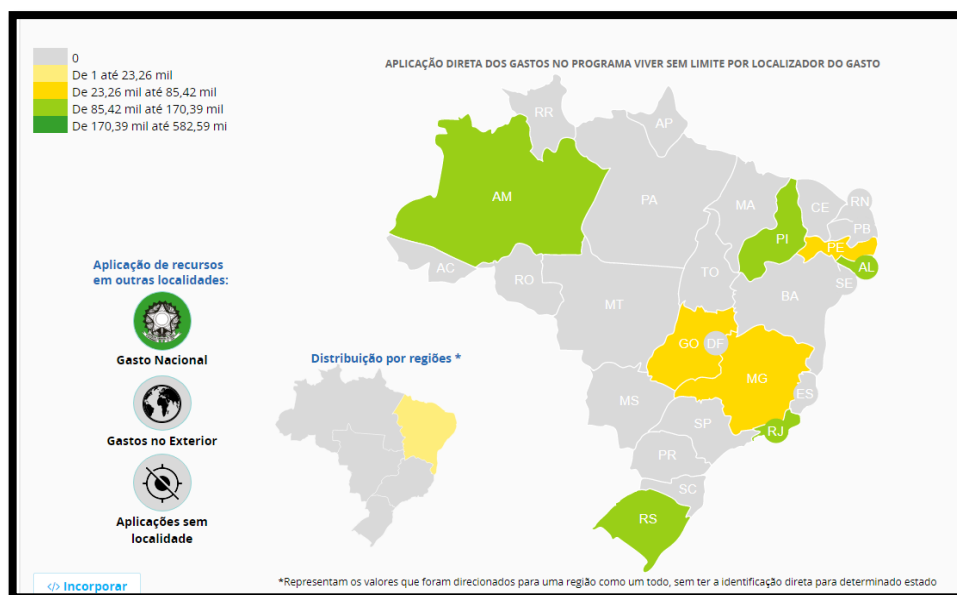 0
De 1 até 23,26 mil
De 23,26 mil até 85,42 mil
De 85,42 mil até 170,39 mil
De 170,39 mil até 582,59 mi
APLICAÇÃO DIRETA DOS GASTOS NO PROGRAMA VIVER SEM LIMITE POR LOCALIZADOR DO GASTO
RR
AP
AM
PA
MA
CE
RN
PB
PI
PE
AL
SE
AC
RO
TO
BA
MT
GO
DF
MG
ES
MS
SP
RJ
PR
SC
RS
Aplicação de recursos
em outras localidades:
Gasto Nacional
Gastos no Exterior
Aplicações sem
localidade
Distribuição por regiões *
</> Incorporar
*Representam os valores que foram direcionados para uma região como um todo, sem ter a identificação direta para determinado estado